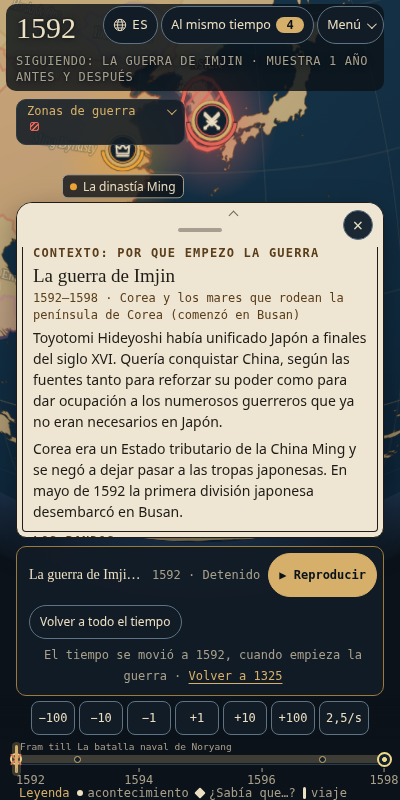 1592
ES
Al mismo tiempo 4
Menú
SIGUIENDO: LA GUERRA DE IMJIN · MUESTRA 1 AÑO
ANTES Y DESPUÉS
Zonas de guerra
La dinastía Ming
CONTEXTO: POR QUE EMPEZO LA GUERRA
La guerra de Imjin
1592–1598 · Corea y los mares que rodean la
península de Corea (comenzó en Busan)
Toyotomi Hideyoshi había unificado Japón a finales
del siglo XVI. Quería conquistar China, según las
fuentes tanto para reforzar su poder como para
dar ocupación a los numerosos guerreros que ya
no eran necesarios en Japón.
Corea era un Estado tributario de la China Ming y
se negó a dejar pasar a las tropas japonesas. En
mayo de 1592 la primera división japonesa
desembarcó en Busan.
La guerra de Imji… 1592 · Detenido ▶ Reproducir
Volver a todo el tiempo
El tiempo se movió a 1592, cuando empieza la
guerra · Volver a 1325
−100 −10 −1 +1 +10 +100 2,5/s
Fram till La batalla naval de Noryang
1592 1594 1596 1598
Leyenda acontecimiento ¿Sabía que…? viaje